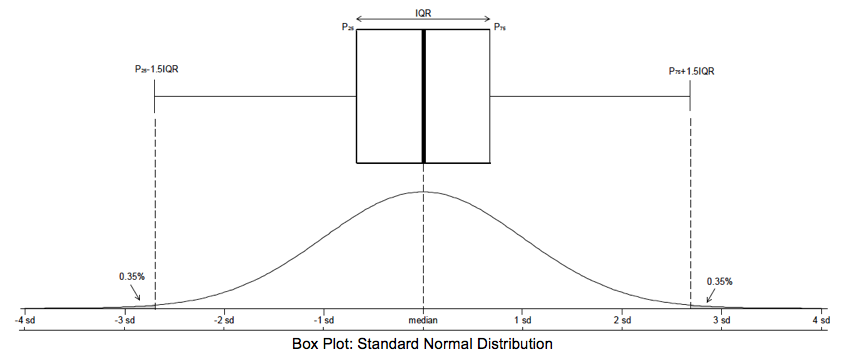 IQR
P25 P75
P25-1.5IQR P75+1.5IQR
0.35% 0.35%
-4 sd -3 sd -2 sd -1 sd median 1 sd 2 sd 3 sd 4 sd
Box Plot: Standard Normal Distribution